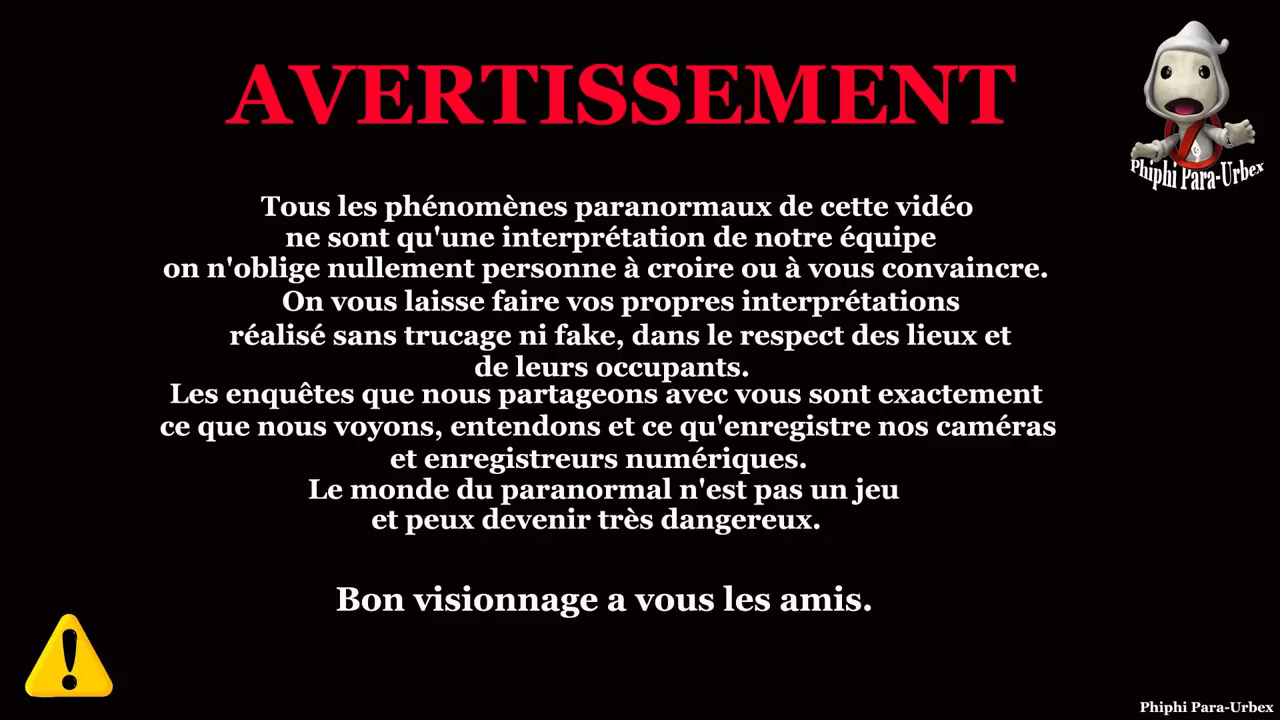 AVERTISSEMENT
Phiphi Para-Urbex
Tous les phénomènes paranormaux de cette vidéo
ne sont qu'une interprétation de notre équipe
on n'oblige nullement personne à croire ou à vous convaincre.
On vous laisse faire vos propres interprétations
réalisé sans trucage ni fake, dans le respect des lieux et
de leurs occupants.
Les enquêtes que nous partageons avec vous sont exactement
ce que nous voyons, entendons et ce qu'enregistre nos caméras
et enregistreurs numériques.
Le monde du paranormal n'est pas un jeu
et peux devenir très dangereux.
Bon visionnage a vous les amis.
Phiphi Para-Urbex